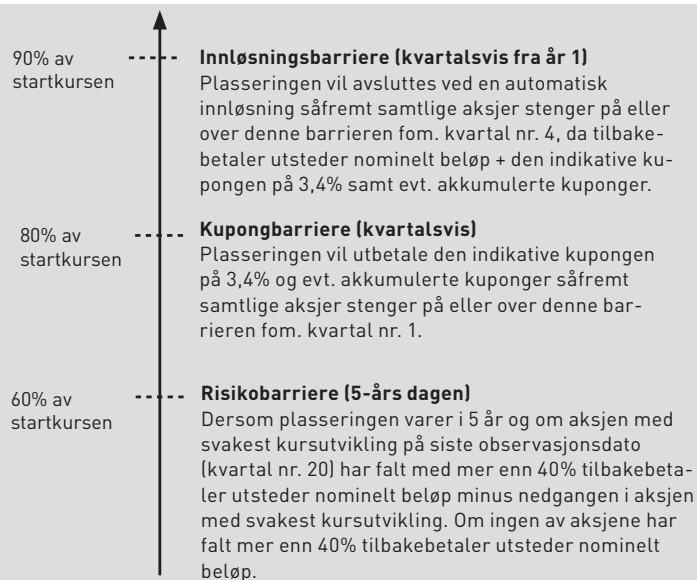 90% av
startkursen
Innløsningsbarriere (kvartalsvis fra år 1)
Plasseringen vil avsluttes ved en automatisk
innløsning såfremt samtlige aksjer stenger på eller
over denne barrieren fom. kvartal nr. 4, da tilbake-
betaler utsteder nominelt beløp + den indikative ku-
pongen på 3,4% samt evt. akkumulerte kuponger.
80% av
startkursen
Kupongbarriere (kvartalsvis)
Plasseringen vil utbetale den indikative kupongen
på 3,4% og evt. akkumulerte kuponger såfremt
samtlige aksjer stenger på eller over denne bar-
rieren fom. kvartal nr. 1.
60% av
startkursen
Risikobarriere (5-års dagen)
Dersom plasseringen varer i 5 år og om aksjen med
svakest kursutvikling på siste observasjonsdato
(kvartal nr. 20) har falt med mer enn 40% tilbakebeta-
ler utsteder nominelt beløp minus nedgangen i aksjen
med svakest kursutvikling. Om ingen av aksjene har
falt mer enn 40% tilbakebetaler utsteder nominelt
beløp.